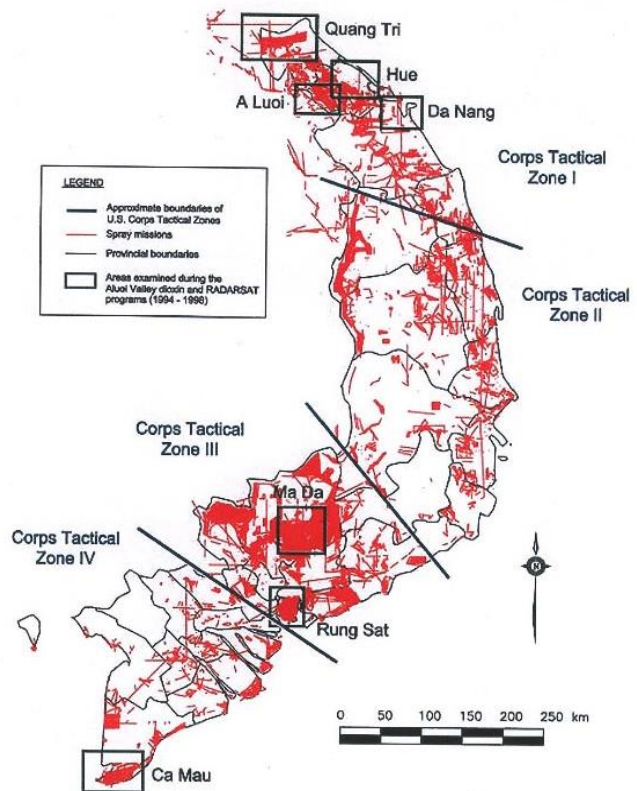 Quang Tri
Hue
A Luoi
Da Nang
Corps Tactical
Zone I
LEGEND
Approximate boundaries of
U.S. Corps Tactical Zones
Spray missions
Provincial boundaries
Areas examined during the
Aluoi Valley dioxin and RADARSAT
programs (1994 - 1998)
Corps Tactical
Zone II
Corps Tactical
Zone III
Ma Da
Corps Tactical
Zone IV
N
Rung Sat
0 50 100 150 200 250 km
Ca Mau